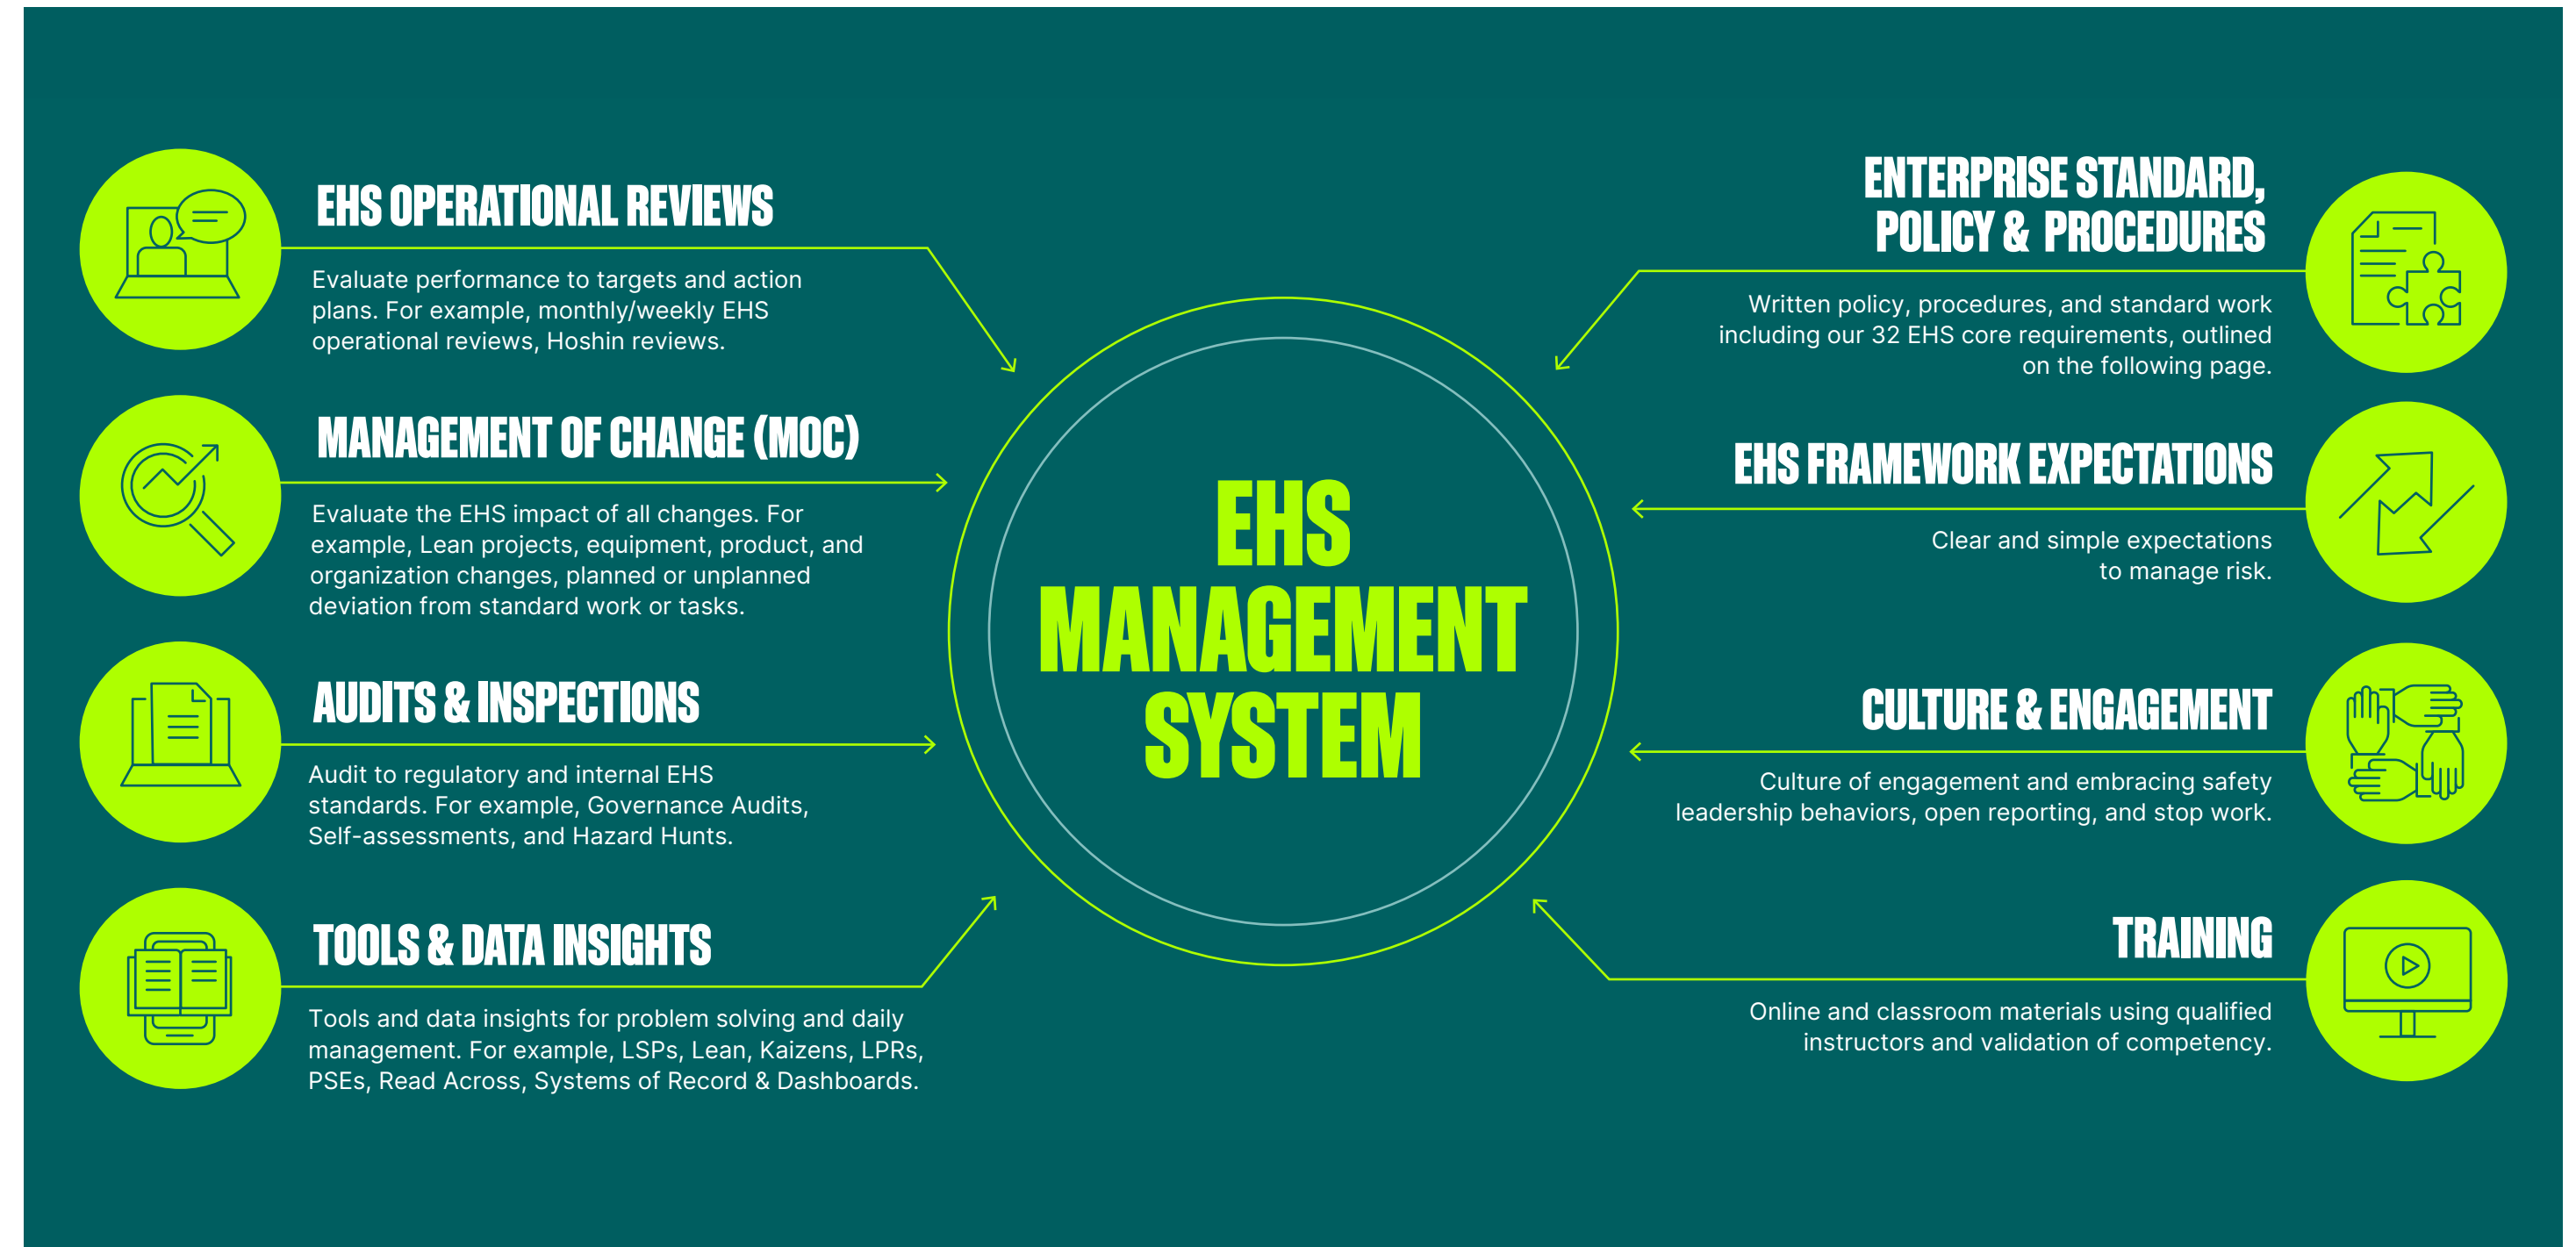 EHS OPERATIONAL REVIEWS
Evaluate performance to targets and action
plans. For example, monthly/weekly EHS
operational reviews, Hoshin reviews.
MANAGEMENT OF CHANGE (MOC)
Evaluate the EHS impact of all changes. For
example, Lean projects, equipment, product, and
organization changes, planned or unplanned
deviation from standard work or tasks.
AUDITS & INSPECTIONS
Audit to regulatory and internal EHS
standards. For example, Governance Audits,
Self-assessments, and Hazard Hunts.
TOOLS & DATA INSIGHTS
Tools and data insights for problem solving and daily
management. For example, LSPs, Lean, Kaizens, LPRs,
PSEs, Read Across, Systems of Record & Dashboards.
EHS
MANAGEMENT
SYSTEM
ENTERPRISE STANDARD,
POLICY & PROCEDURES
Written policy, procedures, and standard work
including our 32 EHS core requirements, outlined
on the following page.
EHS FRAMEWORK EXPECTATIONS
Clear and simple expectations
to manage risk.
CULTURE & ENGAGEMENT
Culture of engagement and embracing safety
leadership behaviors, open reporting, and stop work.
TRAINING
Online and classroom materials using qualified
instructors and validation of competency.